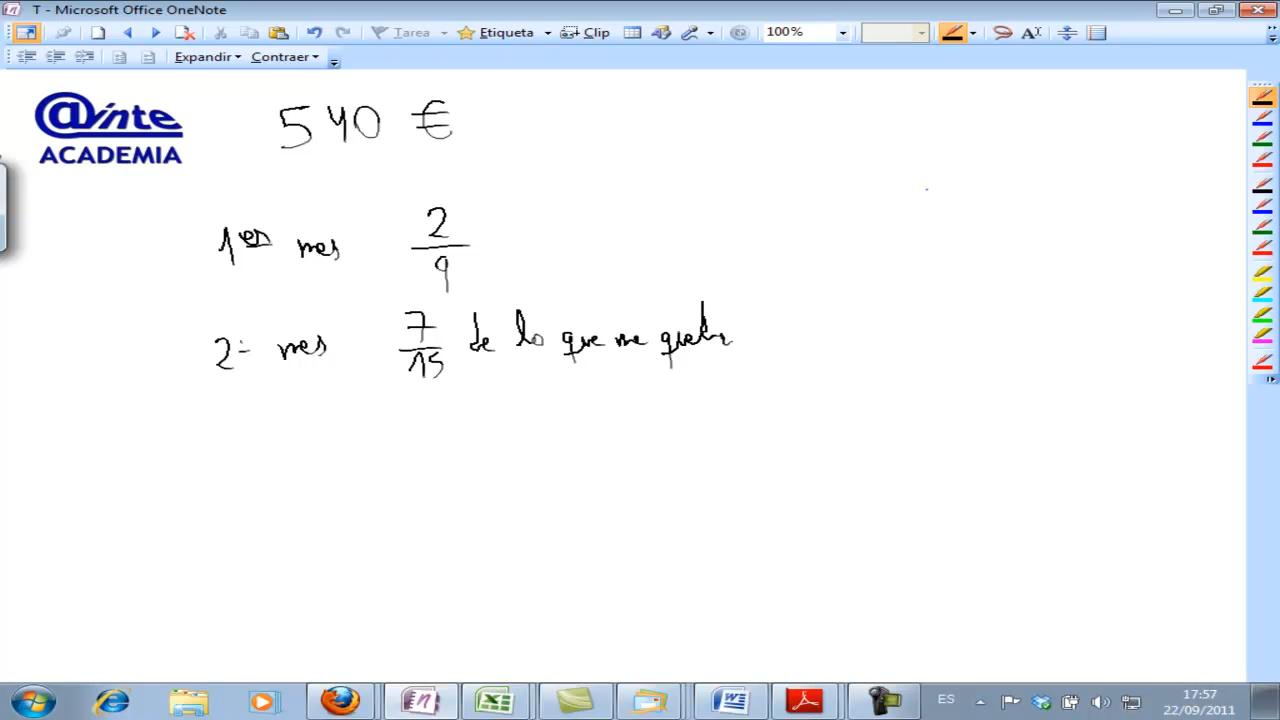 T - Microsoft Office OneNote
Tarea Etiqueta Clip 100%
Expandir Contraer
@inte
ACADEMIA
540 €
1er mes 2/9
2º mes 7/15 de lo que me queda
ES 17:57
22/09/2011